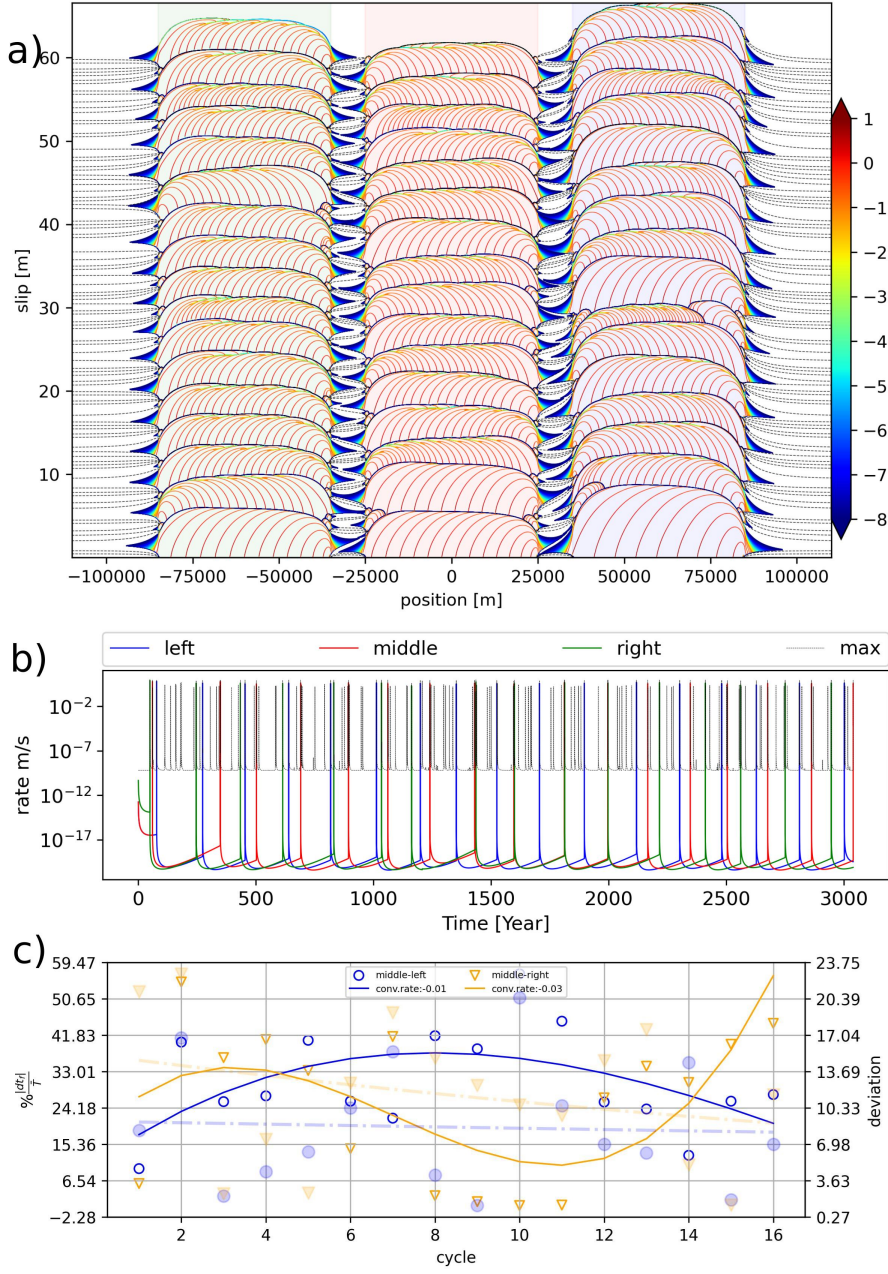 a)
60
50
40
30
20
10
slip [m]
−100000 −75000 −50000 −25000 0 25000 50000 75000 100000
position [m]
1
0
−1
−2
−3
−4
−5
−6
−7
−8
b)
left middle right max
10⁻²
10⁻⁷
10⁻¹²
10⁻¹⁷
rate m/s
0 500 1000 1500 2000 2500 3000
Time [Year]
c)
59.47
50.65
41.83
33.01
24.18
15.36
6.54
−2.28
% |dt_r| / T̄
middle-left middle-right
conv.rate:-0.01 conv.rate:-0.03
23.75
20.39
17.04
13.69
10.33
6.98
3.63
0.27
deviation
2 4 6 8 10 12 14 16
cycle